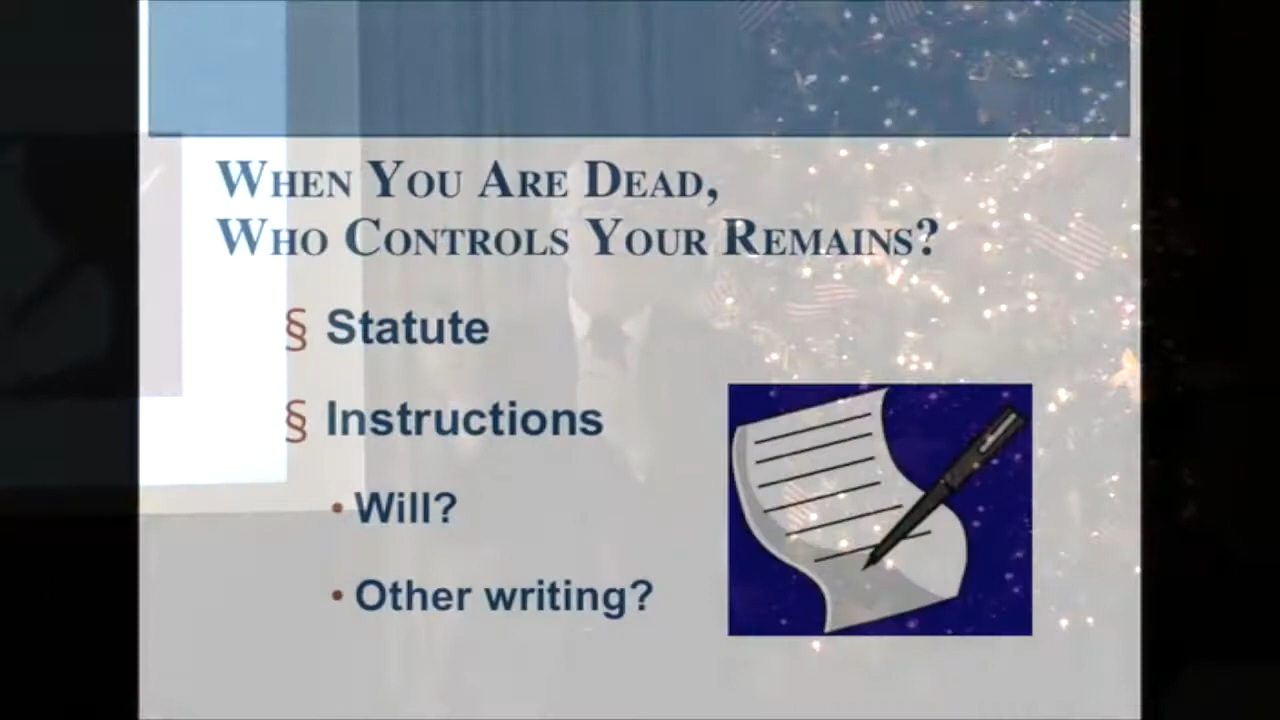 When You Are Dead,
Who Controls Your Remains?
§ Statute
§ Instructions
• Will?
• Other writing?